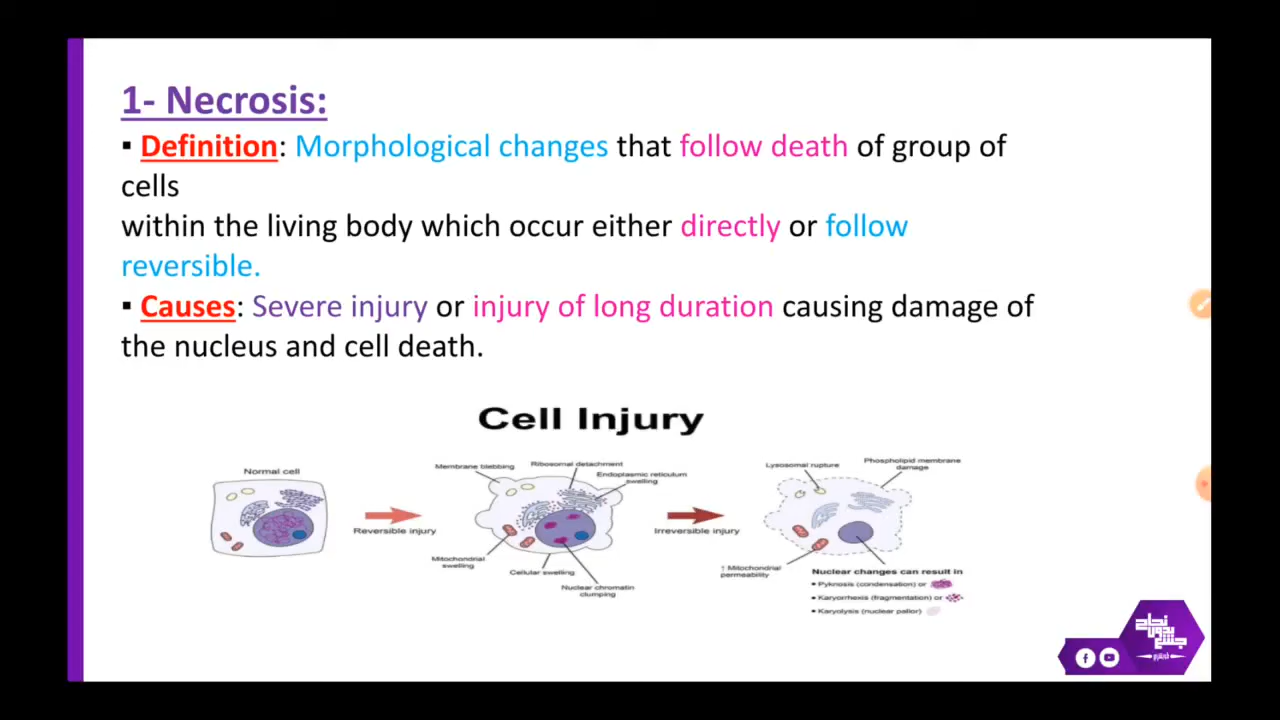 1- Necrosis:
▪ Definition: Morphological changes that follow death of group of
cells
within the living body which occur either directly or follow
reversible.
▪ Causes: Severe injury or injury of long duration causing damage of
the nucleus and cell death.
Cell Injury
Normal cell
Reversible injury
Membrane blebbing
Ribosomal detachment
Endoplasmic reticulum
swelling
Mitochondrial
swelling
Cellular swelling
Nuclear chromatin
clumping
Irreversible injury
Lysosomal rupture
Phospholipid membrane
damage
↑ Mitochondrial
permeability
Nuclear changes can result in
• Pyknosis (condensation) or
• Karyorrhexis (fragmentation) or
• Karyolysis (nuclear pallor)
نجاح
بدون
جشع